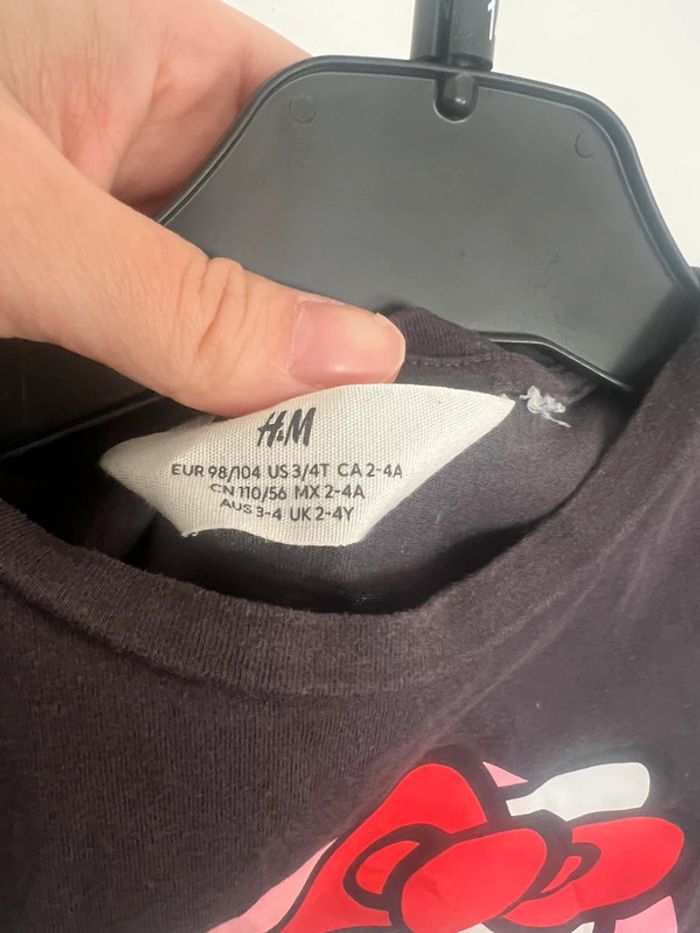 H&M
EUR 98/104 US 3/4T CA 2-4A
CN 110/56 MX 2-4A
AUS 3-4 UK 2-4Y